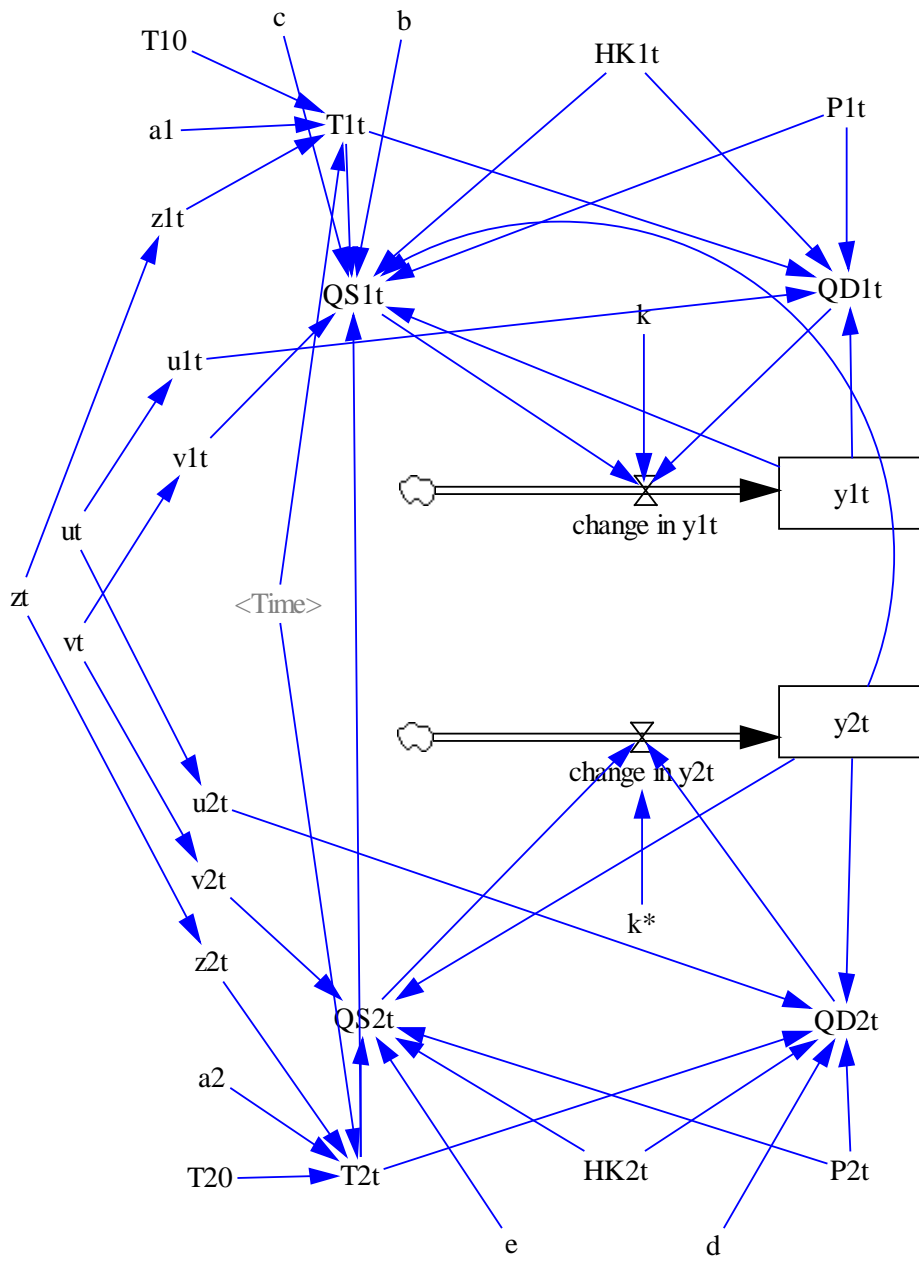 c
b
T10
HK1t
P1t
a1
T1t
z1t
QS1t
QD1t
k
u1t
v1t
y1t
change in y1t
ut
zt
<Time>
vt
y2t
change in y2t
u2t
v2t
k*
z2t
QS2t
QD2t
a2
T20
T2t
HK2t
P2t
e
d